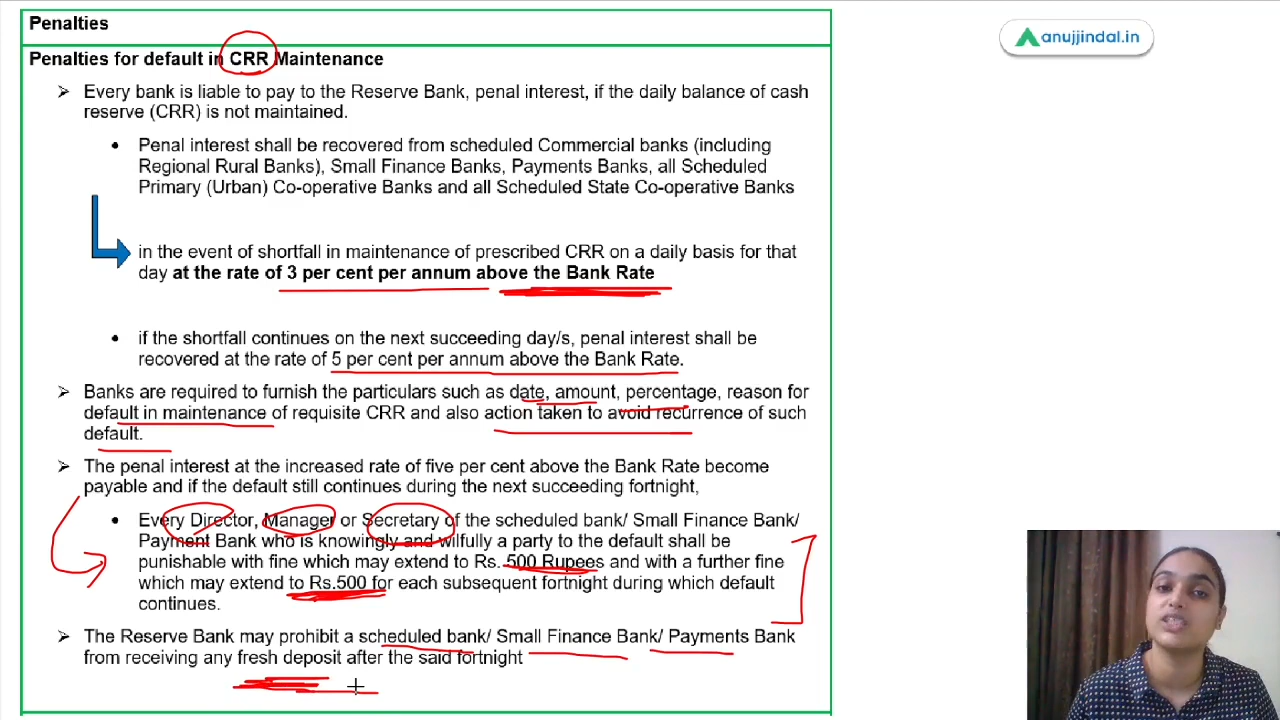 Penalties
anujjindal.in
Penalties for default in CRR Maintenance
Every bank is liable to pay to the Reserve Bank, penal interest, if the daily balance of cash
reserve (CRR) is not maintained.
Penal interest shall be recovered from scheduled Commercial banks (including
Regional Rural Banks), Small Finance Banks, Payments Banks, all Scheduled
Primary (Urban) Co-operative Banks and all Scheduled State Co-operative Banks
in the event of shortfall in maintenance of prescribed CRR on a daily basis for that
day at the rate of 3 per cent per annum above the Bank Rate
if the shortfall continues on the next succeeding day/s, penal interest shall be
recovered at the rate of 5 per cent per annum above the Bank Rate.
Banks are required to furnish the particulars such as date, amount, percentage, reason for
default in maintenance of requisite CRR and also action taken to avoid recurrence of such
default.
The penal interest at the increased rate of five per cent above the Bank Rate become
payable and if the default still continues during the next succeeding fortnight,
Every Director, Manager or Secretary of the scheduled bank/ Small Finance Bank/
Payment Bank who is knowingly and wilfully a party to the default shall be
punishable with fine which may extend to Rs. 500 Rupees and with a further fine
which may extend to Rs.500 for each subsequent fortnight during which default
continues.
The Reserve Bank may prohibit a scheduled bank/ Small Finance Bank/ Payments Bank
from receiving any fresh deposit after the said fortnight